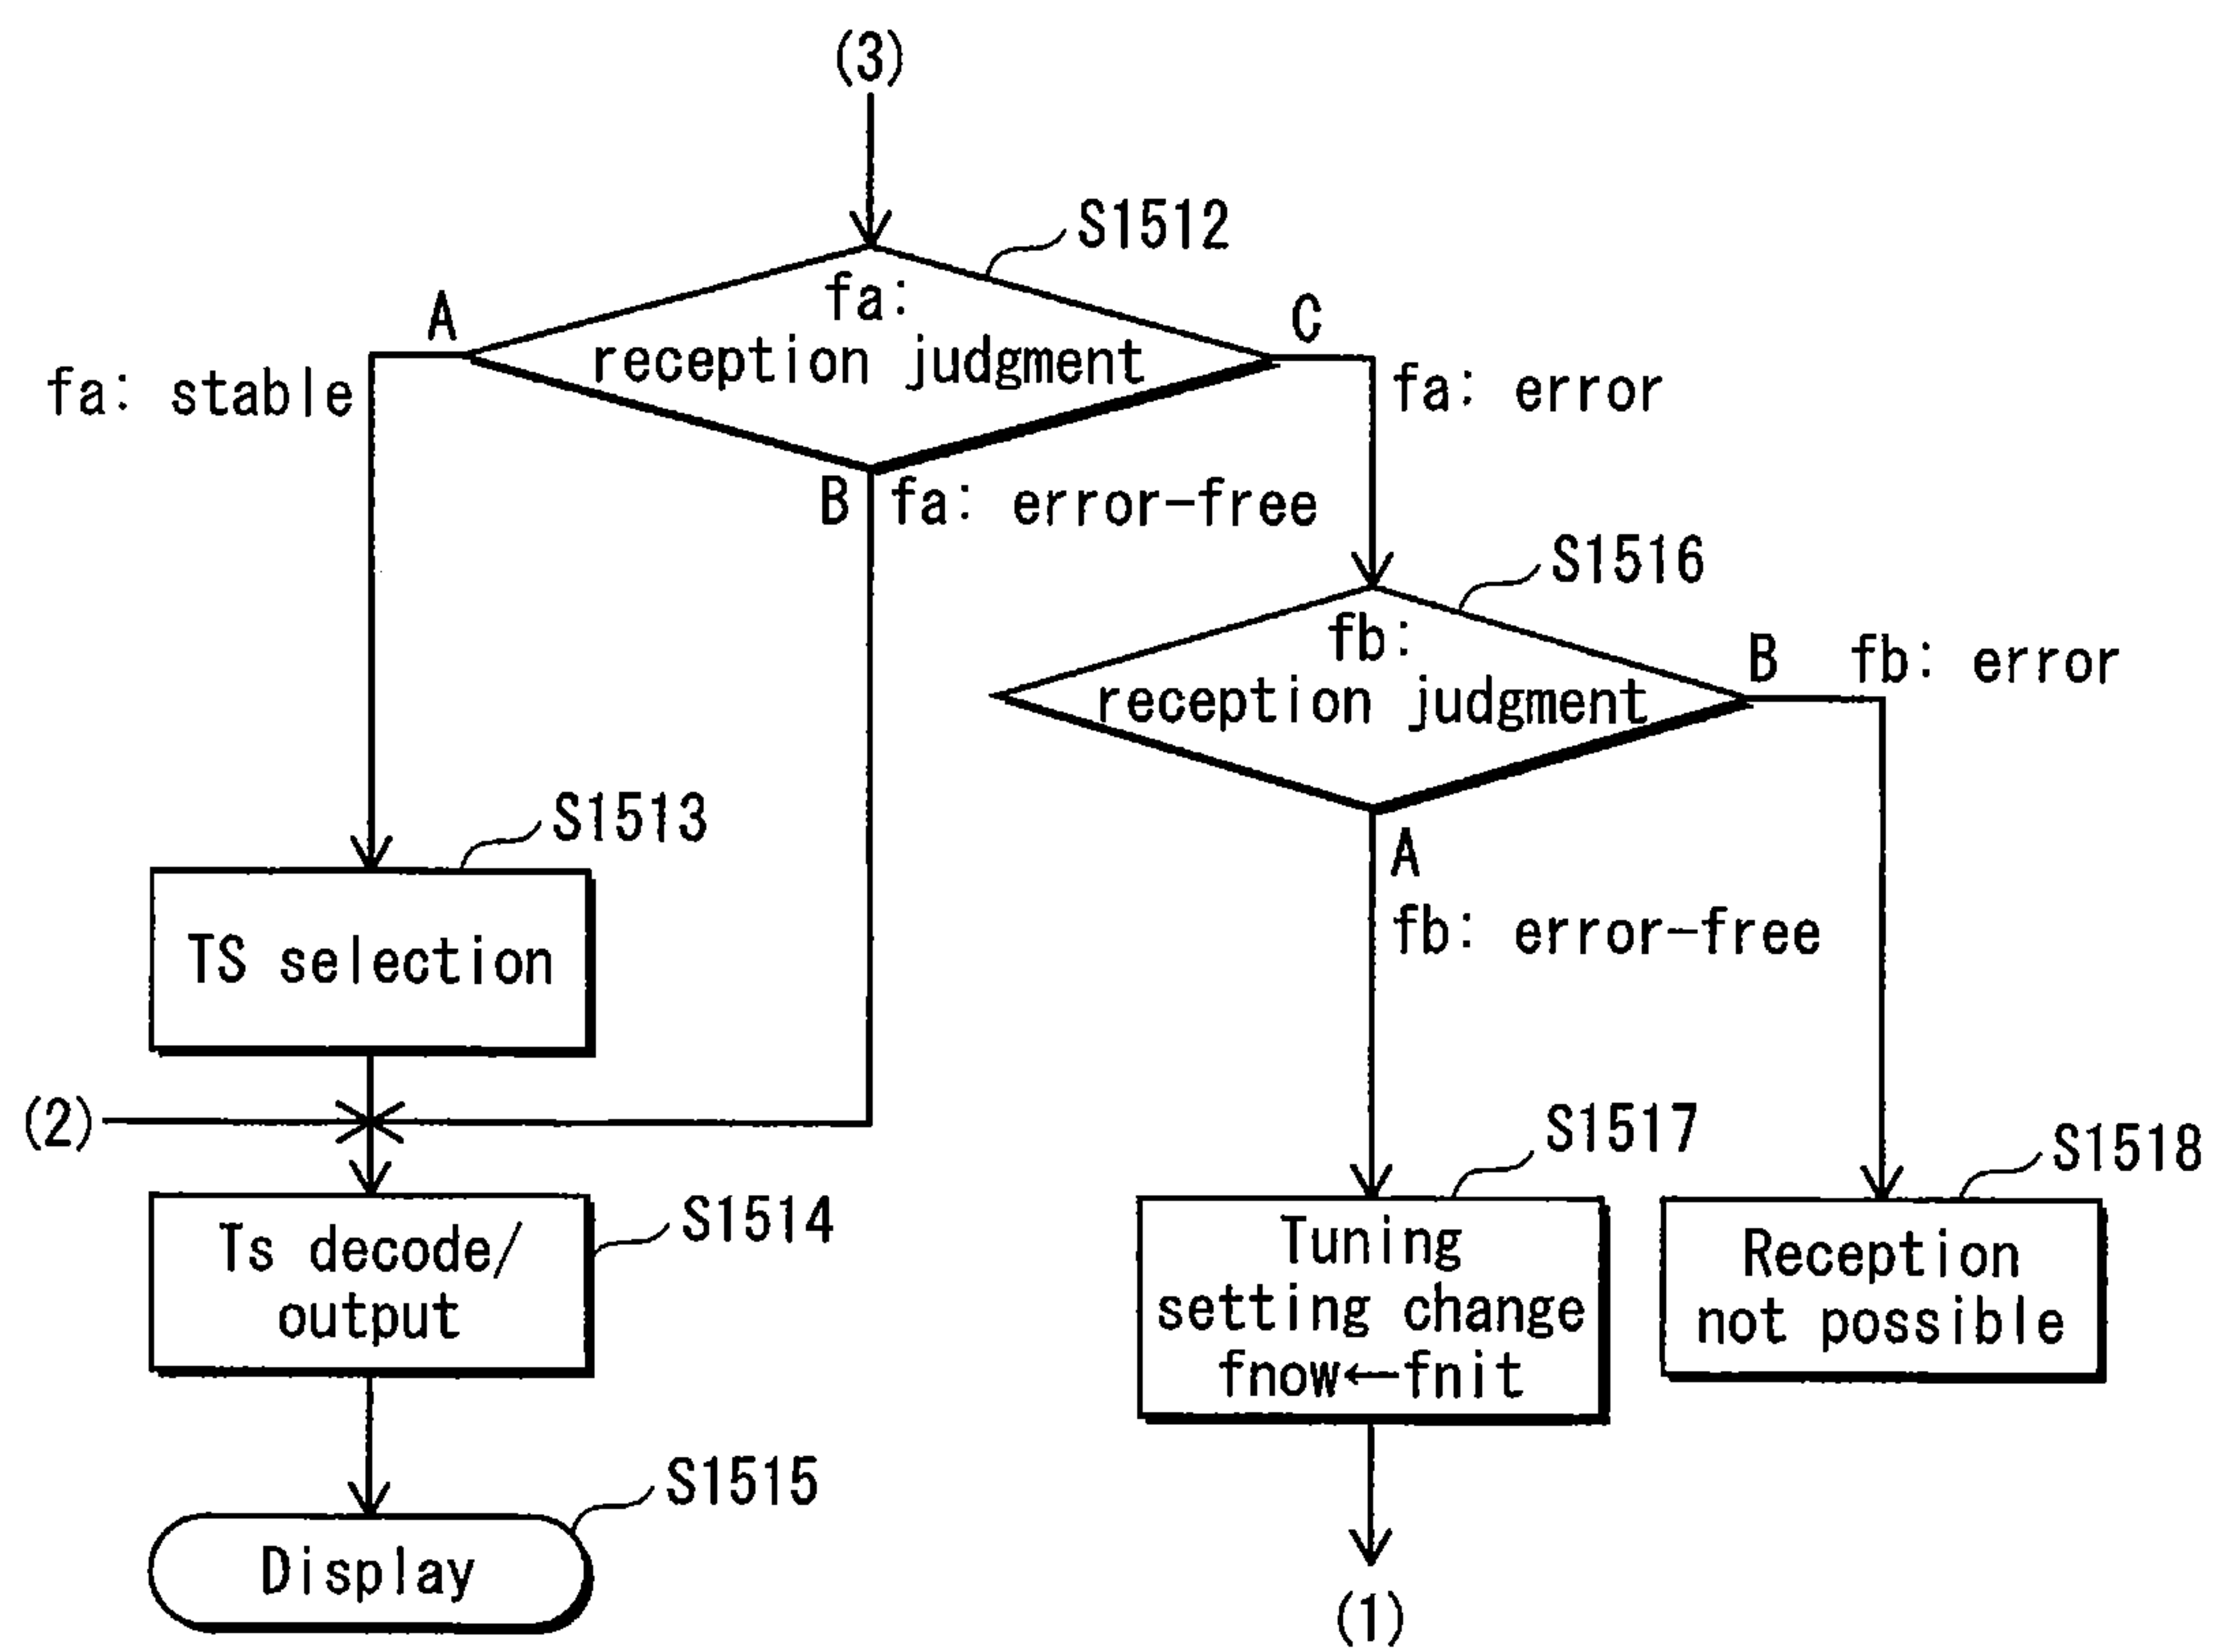 (3)
S1512
fa:
reception judgment
A
fa: stable
C
fa: error
B
fa: error-free
S1516
fb:
reception judgment
B
fb: error
S1513
TS selection
A
fb: error-free
(2)
S1514
Ts decode/
output
S1517
Tuning
setting change
fnow←fnit
S1518
Reception
not possible
S1515
Display
(1)